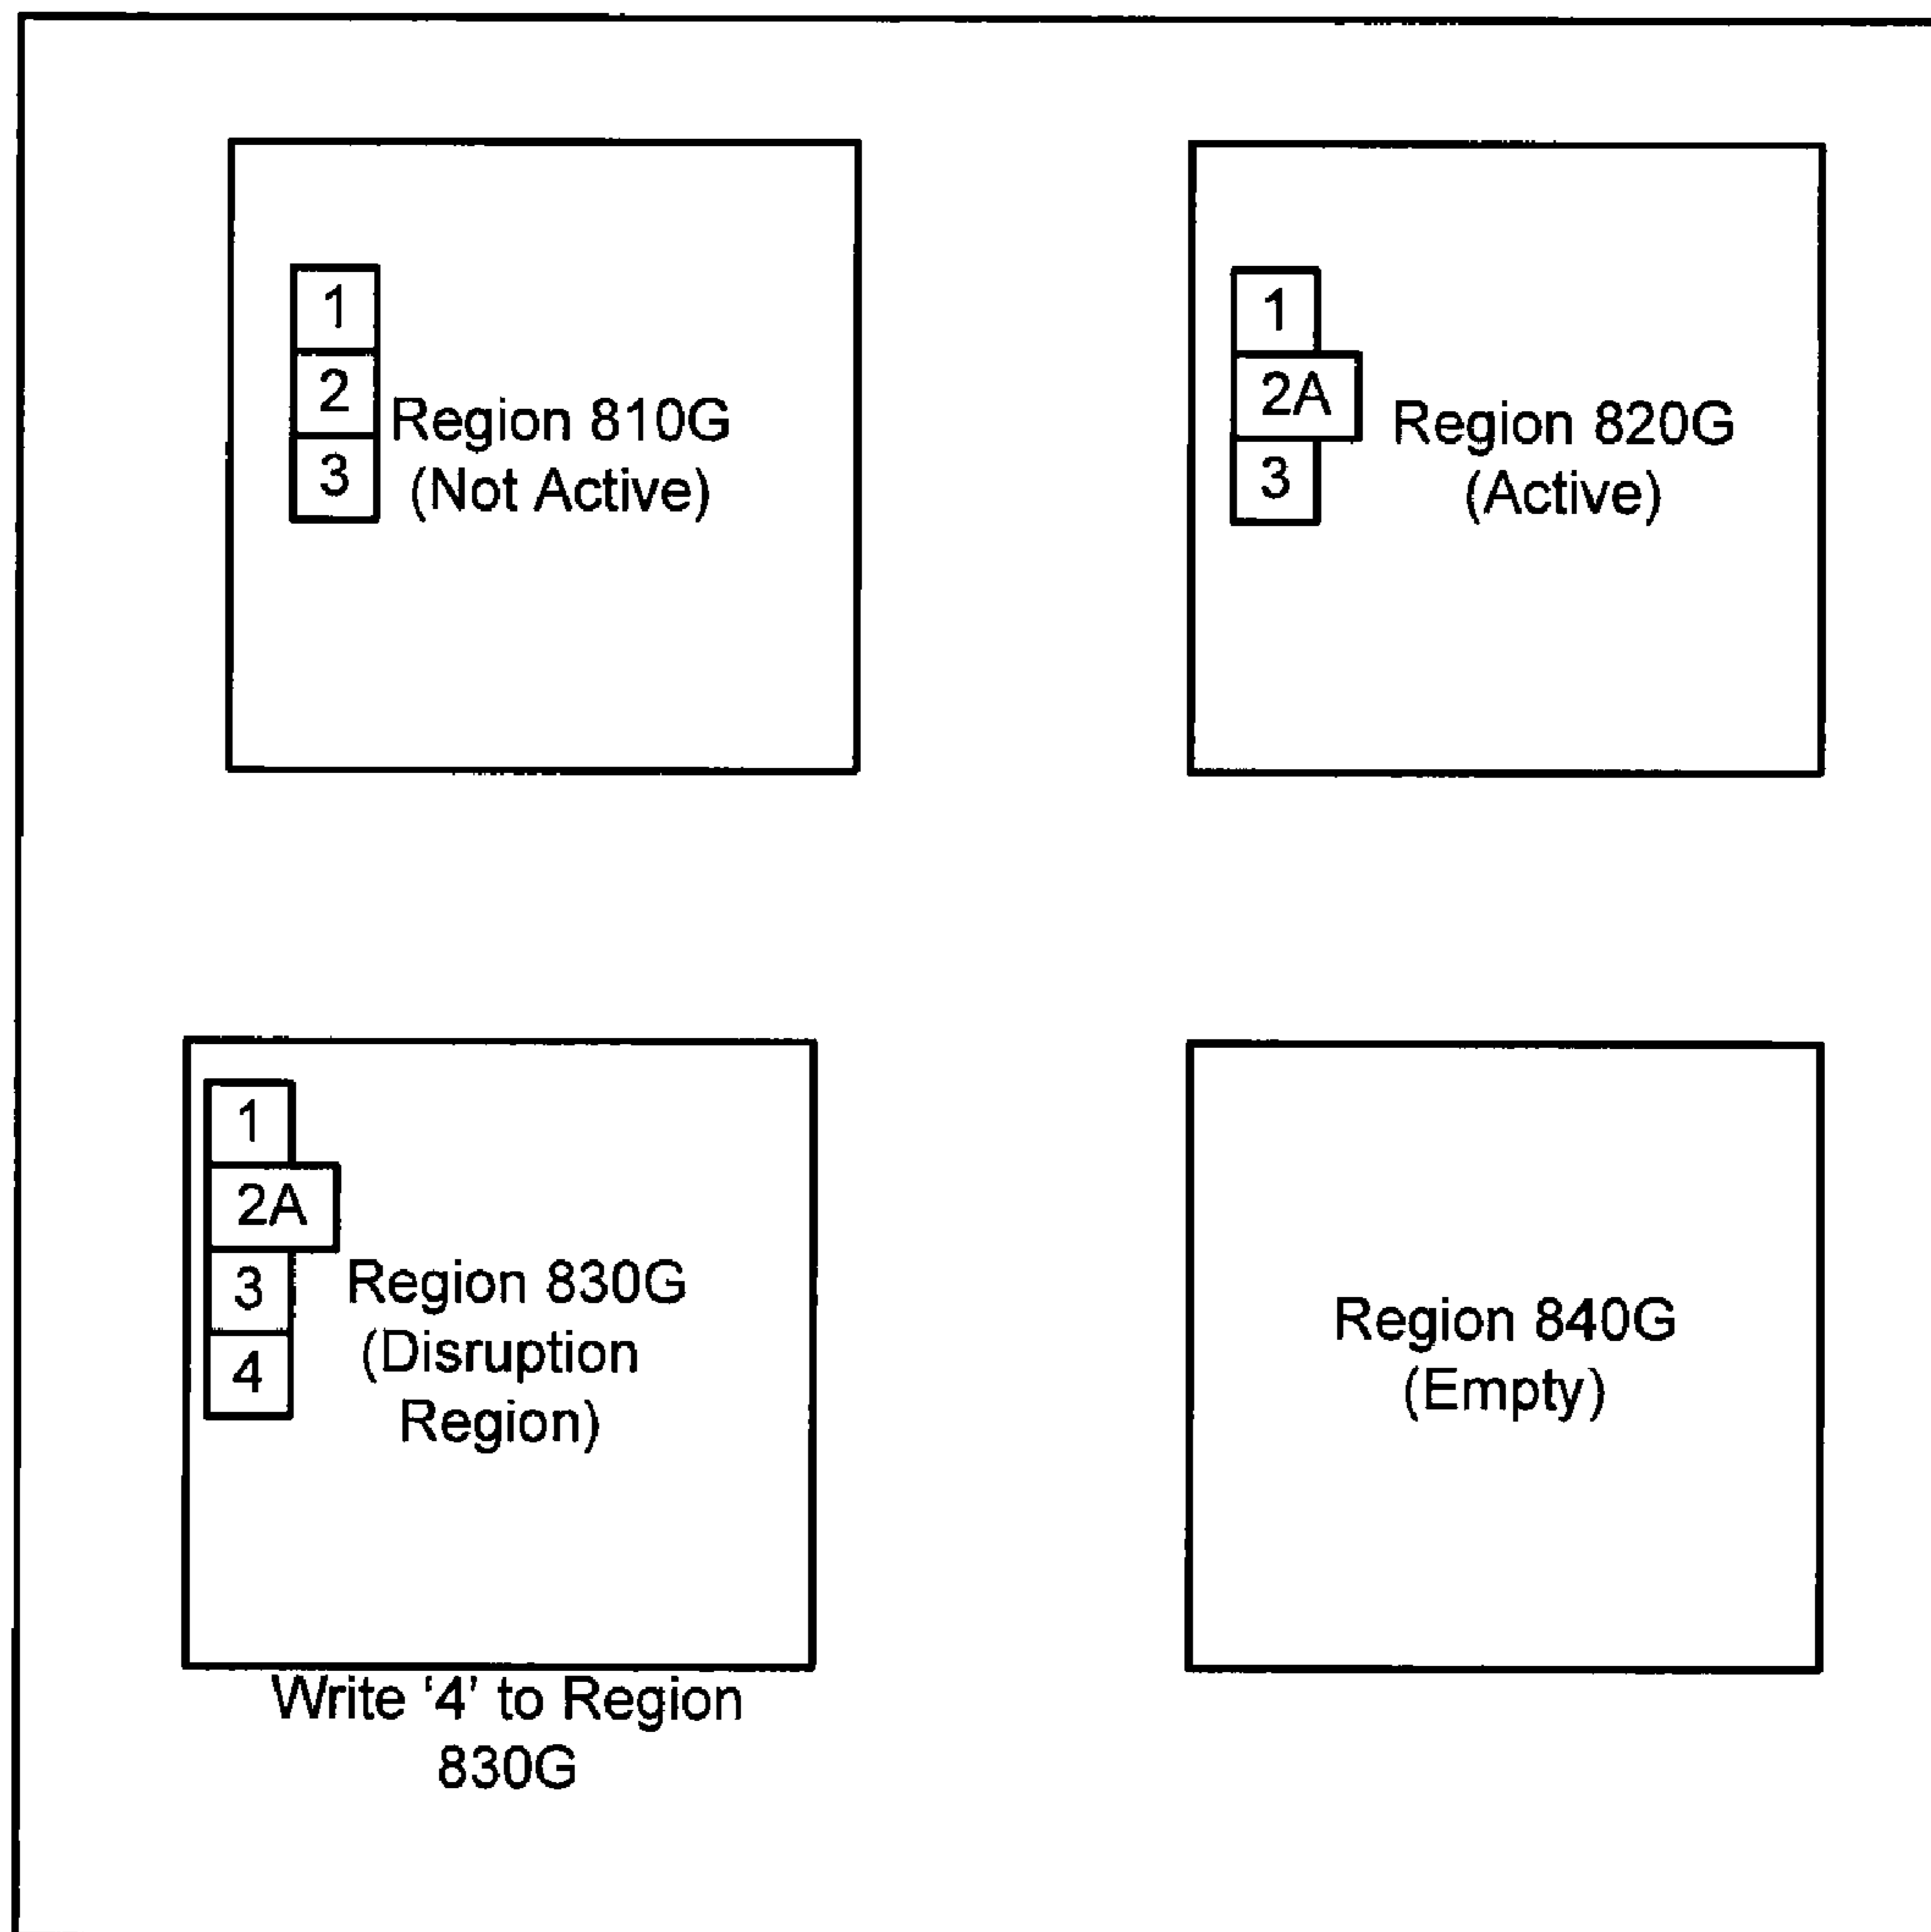 1
2
3
Region 810G
(Not Active)
1
2A
3
Region 820G
(Active)
1
2A
3
4
Region 830G
(Disruption
Region)
Write '4' to Region
830G
Region 840G
(Empty)